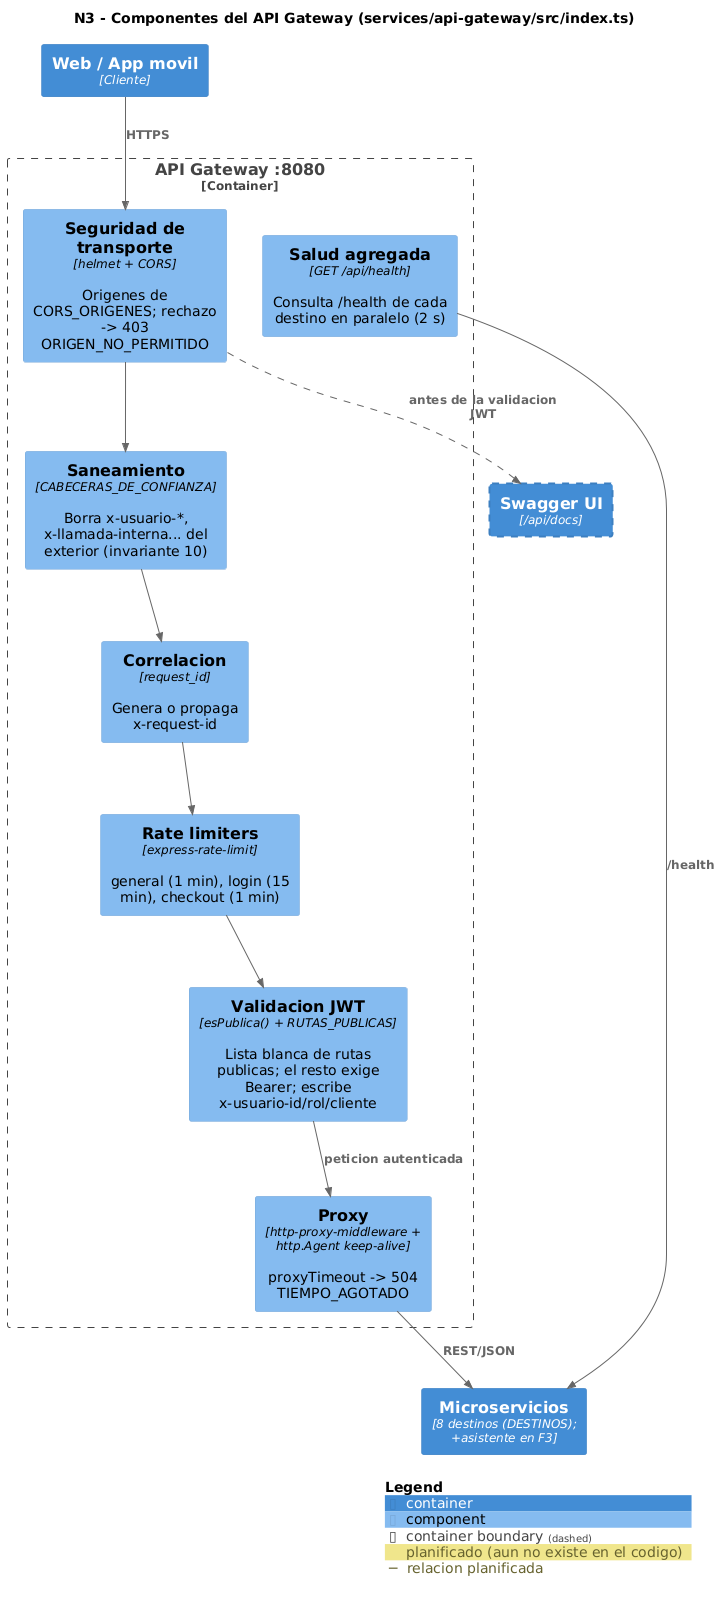 N3 - Componentes del API Gateway (services/api-gateway/src/index.ts)
Web / App movil
[Cliente]
HTTPS
API Gateway :8080
[Container]
Seguridad de
transporte
[helmet + CORS]
Origenes de
CORS_ORIGENES; rechazo
-> 403
ORIGEN_NO_PERMITIDO
Salud agregada
[GET /api/health]
Consulta /health de cada
destino en paralelo (2 s)
antes de la validacion
JWT
Saneamiento
[CABECERAS_DE_CONFIANZA]
Borra x-usuario-*,
x-llamada-interna... del
exterior (invariante 10)
Swagger UI
[/api/docs]
Correlacion
[request_id]
Genera o propaga
x-request-id
Rate limiters
[express-rate-limit]
general (1 min), login (15
min), checkout (1 min)
/health
Validacion JWT
[esPublica() + RUTAS_PUBLICAS]
Lista blanca de rutas
publicas; el resto exige
Bearer; escribe
x-usuario-id/rol/cliente
peticion autenticada
Proxy
[http-proxy-middleware +
http.Agent keep-alive]
proxyTimeout -> 504
TIEMPO_AGOTADO
REST/JSON
Microservicios
[8 destinos (DESTINOS);
+asistente en F3]
Legend
container
component
container boundary (dashed)
planificado (aun no existe en el codigo)
relacion planificada